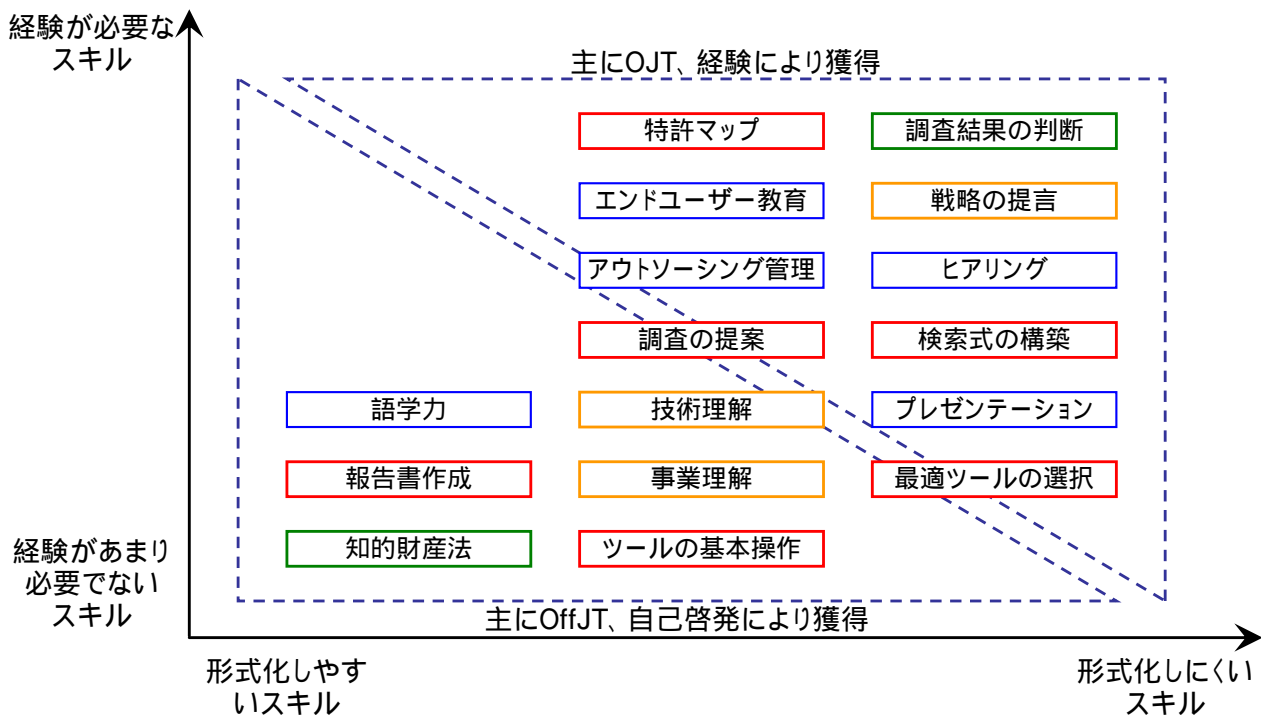 経験が必要な
スキル
主にOJT、経験により獲得
特許マップ
調査結果の判断
エンドユーザー教育
戦略の提言
アウトソーシング管理
ヒアリング
調査の提案
検索式の構築
語学力
技術理解
プレゼンテーション
報告書作成
事業理解
最適ツールの選択
知的財産法
ツールの基本操作
経験があまり
必要でない
スキル
主にOffJT、自己啓発により獲得
形式化しやす
いスキル
形式化しにくい
スキル